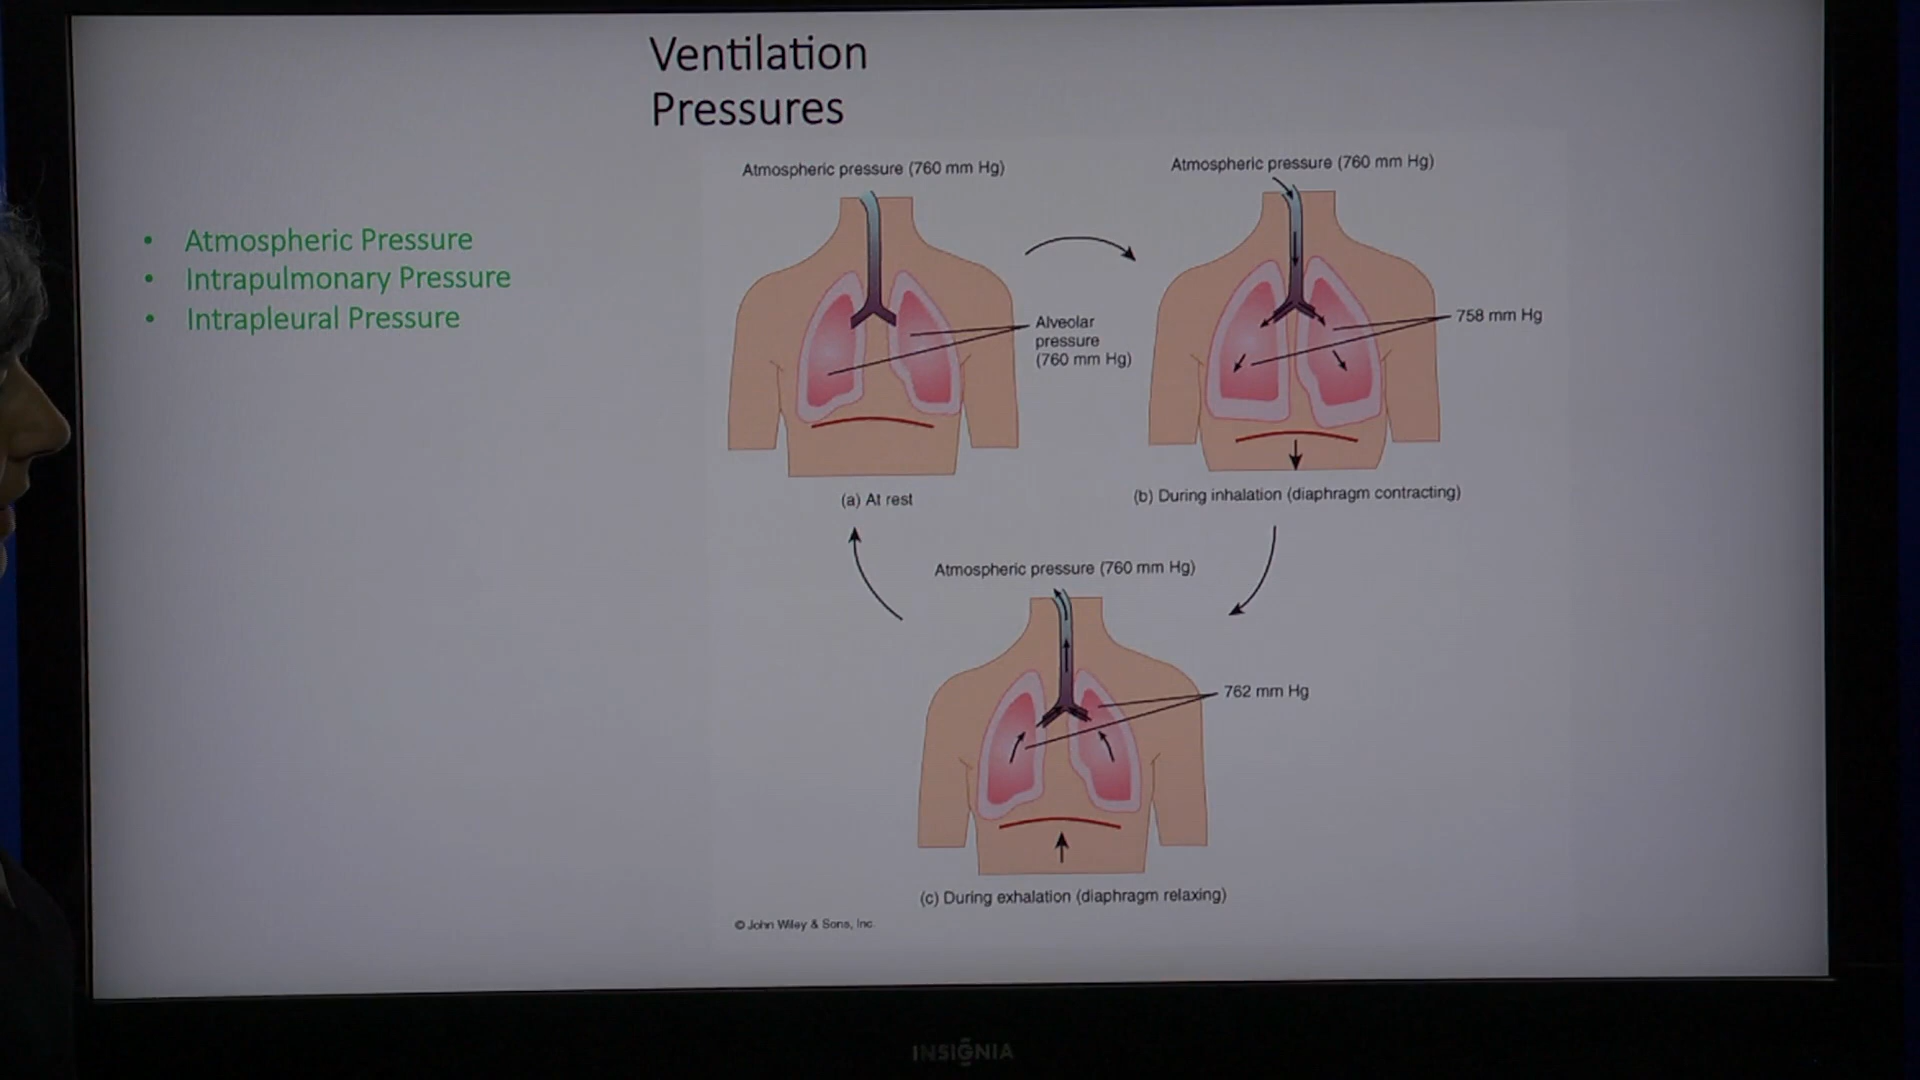 Ventilation
Pressures
• Atmospheric Pressure
• Intrapulmonary Pressure
• Intrapleural Pressure
Atmospheric pressure (760 mm Hg)
Alveolar
pressure
(760 mm Hg)
(a) At rest
Atmospheric pressure (760 mm Hg)
758 mm Hg
(b) During inhalation (diaphragm contracting)
Atmospheric pressure (760 mm Hg)
762 mm Hg
(c) During exhalation (diaphragm relaxing)
© John Wiley & Sons, Inc.
INSIGNIA